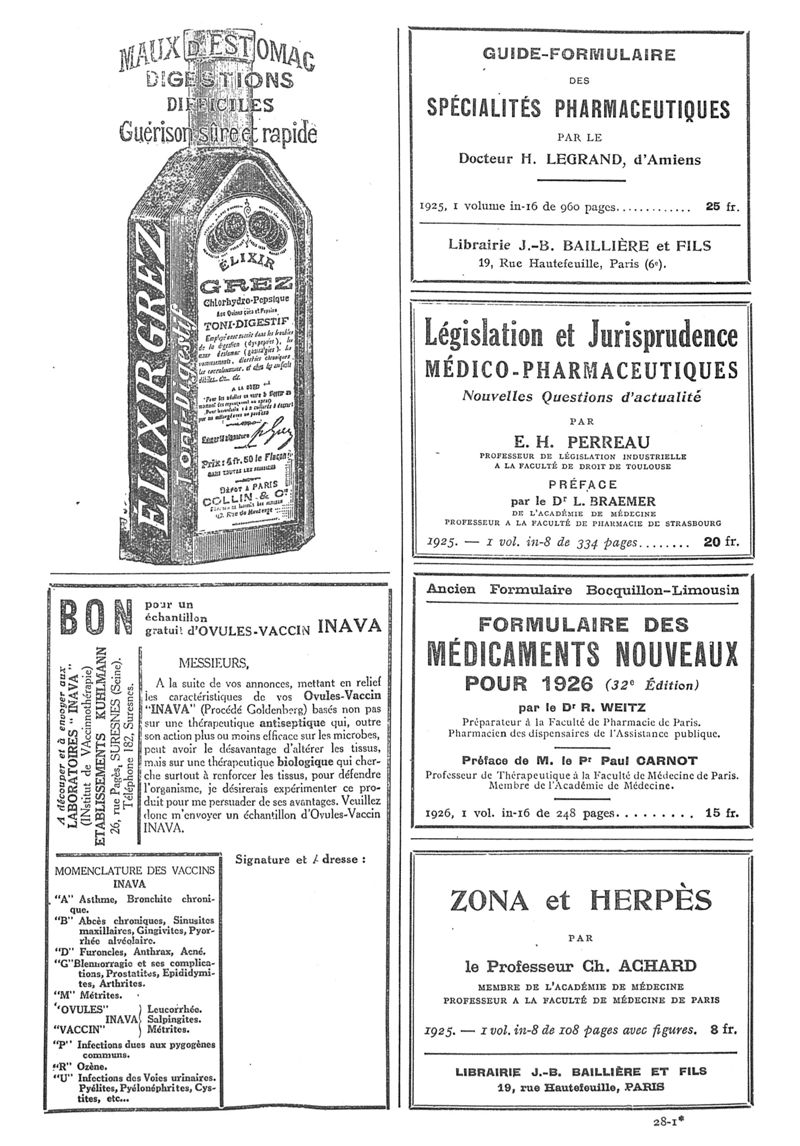 MAUX D'ESTOMAC
DIGESTIONS
DIFFICILES
Guérison sûre et rapide
ÉLIXIR GREZ
Toni-Digestif
ÉLIXIR
GREZ
Chlorhydro-Pepsique
TONI-DIGESTIF
A LA DOSE
Prix: 4 fr. 50 le Flacon
DÉPÔT A PARIS
COLLIN & Cie
BON
pour un
échantillon
gratuit d'OVULES-VACCIN INAVA
A découper et à envoyer aux
LABORATOIRES "INAVA"
(INstitut de VAccinothérapie)
ETABLISSEMENTS KUHLMANN
26, rue Pagès, SURESNES (Seine).
Téléphone 182, Suresnes.
MESSIEURS,
A la suite de vos annonces, mettant en relief
les caractéristiques de vos Ovules-Vaccin
"INAVA" (Procédé Goldenberg) basés non pas
sur une thérapeutique antiseptique qui, outre
son action plus ou moins efficace sur les microbes,
peut avoir le désavantage d'altérer les tissus,
mais sur une thérapeutique biologique qui cher-
che surtout à renforcer les tissus, pour défendre
l'organisme, je désirerais expérimenter ce pro-
duit pour me persuader de ses avantages. Veuillez
donc m'envoyer un échantillon d'Ovules-Vaccin
INAVA.
Signature et Adresse :
NOMENCLATURE DES VACCINS
INAVA
"A" Asthme, Bronchite chroni-
que.
"B" Abcès chroniques, Sinusites
maxillaires, Gingivites, Pyor-
rhée alvéolaire.
"D" Furoncles, Anthrax, Acné.
"G" Blennorragie et ses complica-
tions, Prostatites, Epididymi-
tes, Arthrites.
"M" Métrites.
"OVULES" Leucorrhée.
INAVA Salpingites.
"VACCIN" Métrites.
"P" Infections dues aux pygogènes
communs.
"R" Ozène.
"U" Infections des Voies urinaires.
Pyélites, Pyélonéphrites, Cys-
tites, etc...
GUIDE-FORMULAIRE
DES
SPÉCIALITÉS PHARMACEUTIQUES
PAR LE
Docteur H. LEGRAND, d'Amiens
1925, 1 volume in-16 de 960 pages............ 25 fr.
Librairie J.-B. BAILLIÈRE et FILS
19, Rue Hautefeuille, Paris (6e).
Législation et Jurisprudence
MÉDICO-PHARMACEUTIQUES
Nouvelles Questions d'actualité
PAR
E. H. PERREAU
PROFESSEUR DE LÉGISLATION INDUSTRIELLE
A LA FACULTÉ DE DROIT DE TOULOUSE
PRÉFACE
par le Dr L. BRAEMER
DE L'ACADÉMIE DE MÉDECINE
PROFESSEUR A LA FACULTÉ DE PHARMACIE DE STRASBOURG
1925. — 1 vol. in-8 de 334 pages........ 20 fr.
Ancien Formulaire Bocquillon-Limousin
FORMULAIRE DES
MÉDICAMENTS NOUVEAUX
POUR 1926 (32e Édition)
par le Dr R. WEITZ
Préparateur à la Faculté de Pharmacie de Paris.
Pharmacien des dispensaires de l'Assistance publique.
Préface de M. le Pr Paul CARNOT
Professeur de Thérapeutique à la Faculté de Médecine de Paris.
Membre de l'Académie de Médecine.
1926, 1 vol. in-16 de 248 pages......... 15 fr.
ZONA et HERPÈS
PAR
le Professeur Ch. ACHARD
MEMBRE DE L'ACADÉMIE DE MÉDECINE
PROFESSEUR A LA FACULTÉ DE MÉDECINE DE PARIS
1925. — 1 vol. in-8 de 108 pages avec figures. 8 fr.
LIBRAIRIE J.-B. BAILLIÈRE ET FILS
19, rue Hautefeuille, PARIS
28-1*